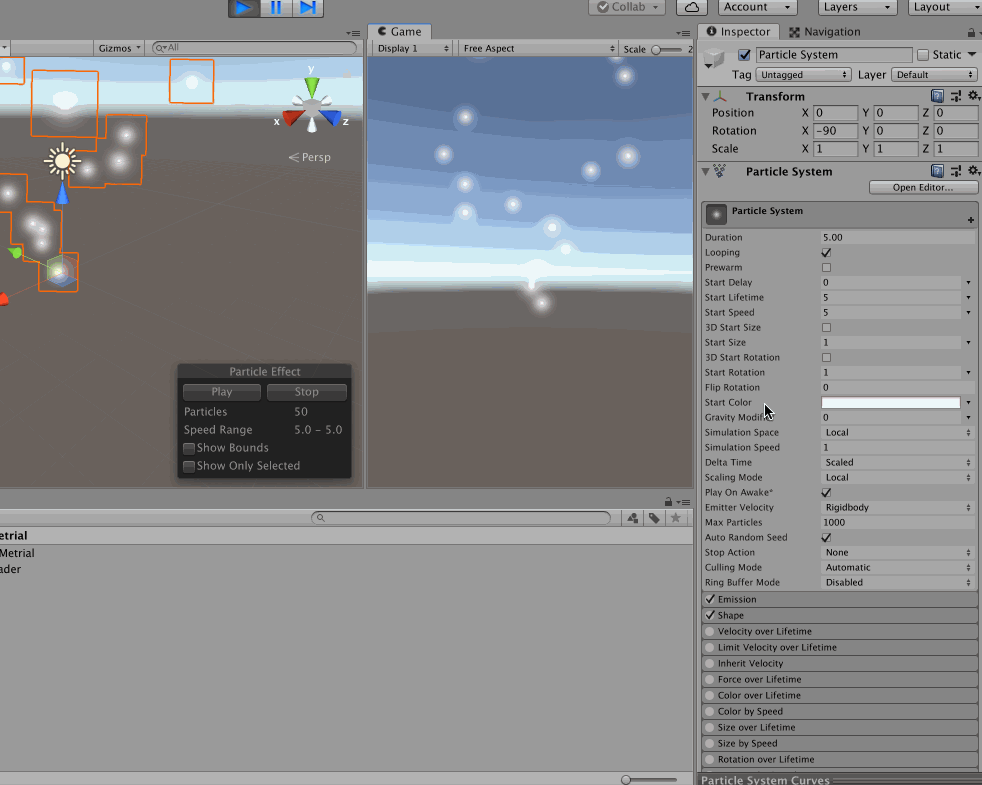 Collab
Account
Layers
Layout
Gizmos
All
y
x
z
Persp
Particle Effect
Play Stop
Particles 50
Speed Range 5.0 – 5.0
Show Bounds
Show Only Selected
Game
Display 1 Free Aspect Scale 2
etrial
Metrial
ader
Inspector Navigation
Particle System Static
Tag Untagged Layer Default
Transform
Position X 0 Y 0 Z 0
Rotation X −90 Y 0 Z 0
Scale X 1 Y 1 Z 1
Particle System
Open Editor...
Particle System
Duration 5.00
Looping
Prewarm
Start Delay 0
Start Lifetime 5
Start Speed 5
3D Start Size
Start Size 1
3D Start Rotation
Start Rotation 1
Flip Rotation 0
Start Color
Gravity Modifi 0
Simulation Space Local
Simulation Speed 1
Delta Time Scaled
Scaling Mode Local
Play On Awake*
Emitter Velocity Rigidbody
Max Particles 1000
Auto Random Seed
Stop Action None
Culling Mode Automatic
Ring Buffer Mode Disabled
Emission
Shape
Velocity over Lifetime
Limit Velocity over Lifetime
Inherit Velocity
Force over Lifetime
Color over Lifetime
Color by Speed
Size over Lifetime
Size by Speed
Rotation over Lifetime
Particle System Curves